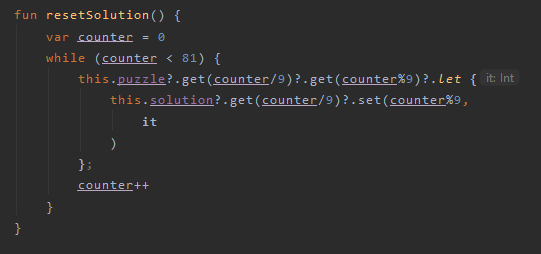 fun resetSolution() {
    var counter = 0
    while (counter < 81) {
        this.puzzle?.get(counter/9)?.get(counter%9)?.let { it: Int
            this.solution?.get(counter/9)?.set(counter%9,
                it
            )
        };
        counter++
    }
}